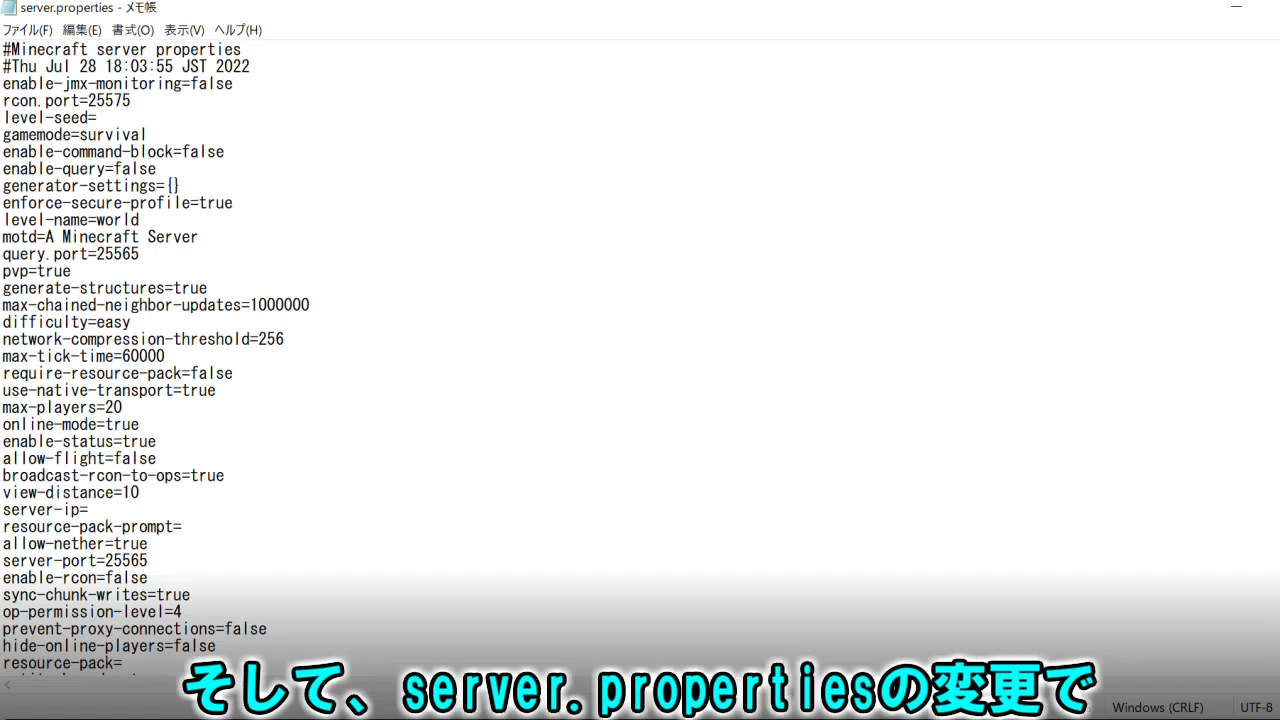 server.properties - メモ帳
ファイル(F) 編集(E) 書式(O) 表示(V) ヘルプ(H)
#Minecraft server properties
#Thu Jul 28 18:03:55 JST 2022
enable-jmx-monitoring=false
rcon.port=25575
level-seed=
gamemode=survival
enable-command-block=false
enable-query=false
generator-settings={}
enforce-secure-profile=true
level-name=world
motd=A Minecraft Server
query.port=25565
pvp=true
generate-structures=true
max-chained-neighbor-updates=1000000
difficulty=easy
network-compression-threshold=256
max-tick-time=60000
require-resource-pack=false
use-native-transport=true
max-players=20
online-mode=true
enable-status=true
allow-flight=false
broadcast-rcon-to-ops=true
view-distance=10
server-ip=
resource-pack-prompt=
allow-nether=true
server-port=25565
enable-rcon=false
sync-chunk-writes=true
op-permission-level=4
prevent-proxy-connections=false
hide-online-players=false
resource-pack=
そして、server.propertiesの変更で
Windows (CRLF) UTF-8